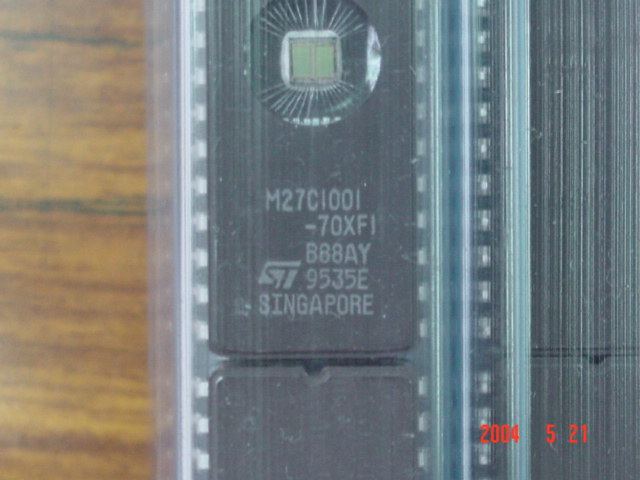 M27C1001
-70XF1
B88AY
ST 9535E
SINGAPORE
2004 5 21